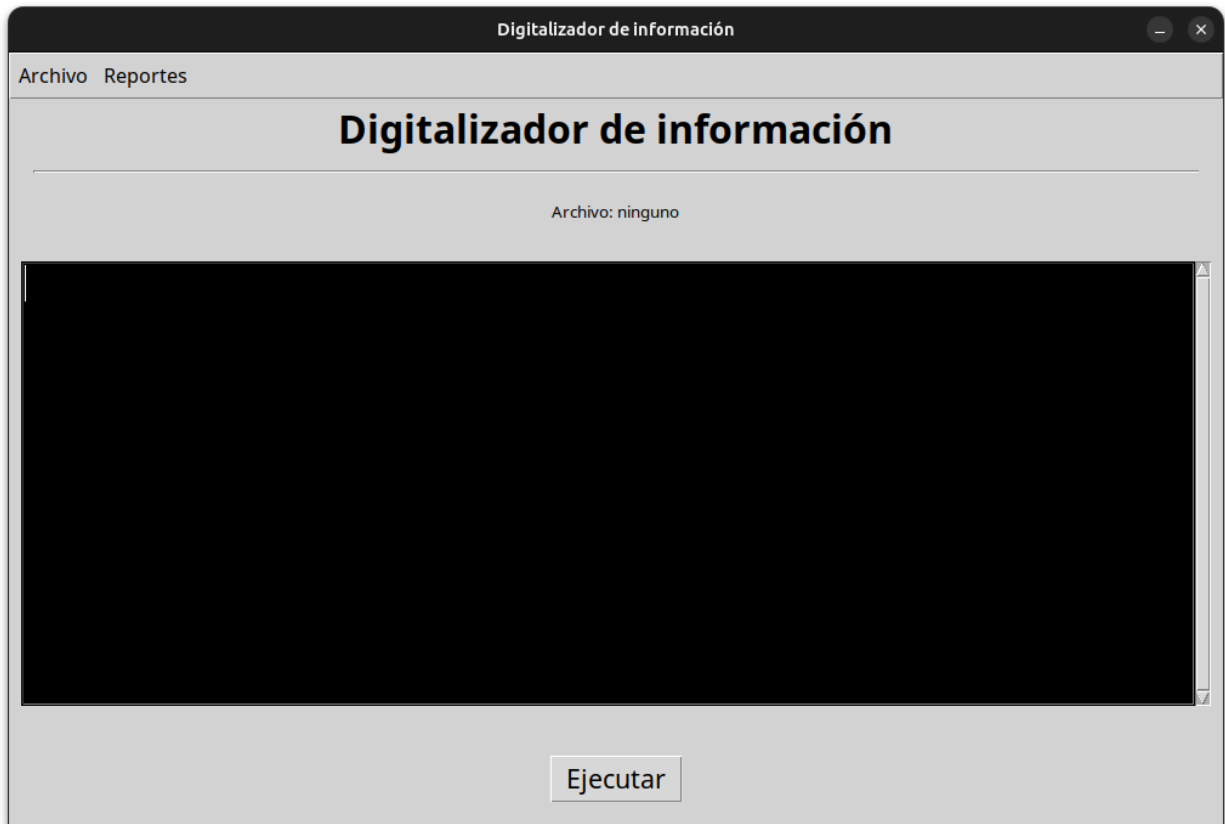 Digitalizador de información
Archivo Reportes
Digitalizador de información
Archivo: ninguno
Ejecutar